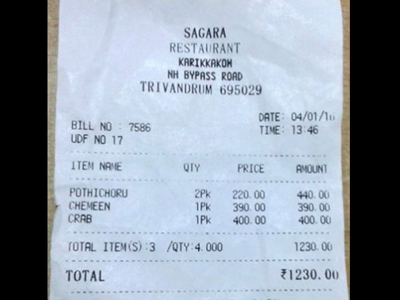 SAGARA
RESTAURANT
KARIKKAKOM
NH BYPASS ROAD
TRIVANDRUM 695029
DATE: 04/01/16
BILL NO : 7586 TIME: 13:46
UDF NO 17
ITEM NAME QTY PRICE AMOUNT
POTHICHORU 2Pk 220.00 440.00
CHEMEEN 1Pk 390.00 390.00
CRAB 1Pk 400.00 400.00
TOTAL ITEM(S):3 /QTY:4.000 1230.00
TOTAL ₹1230.00